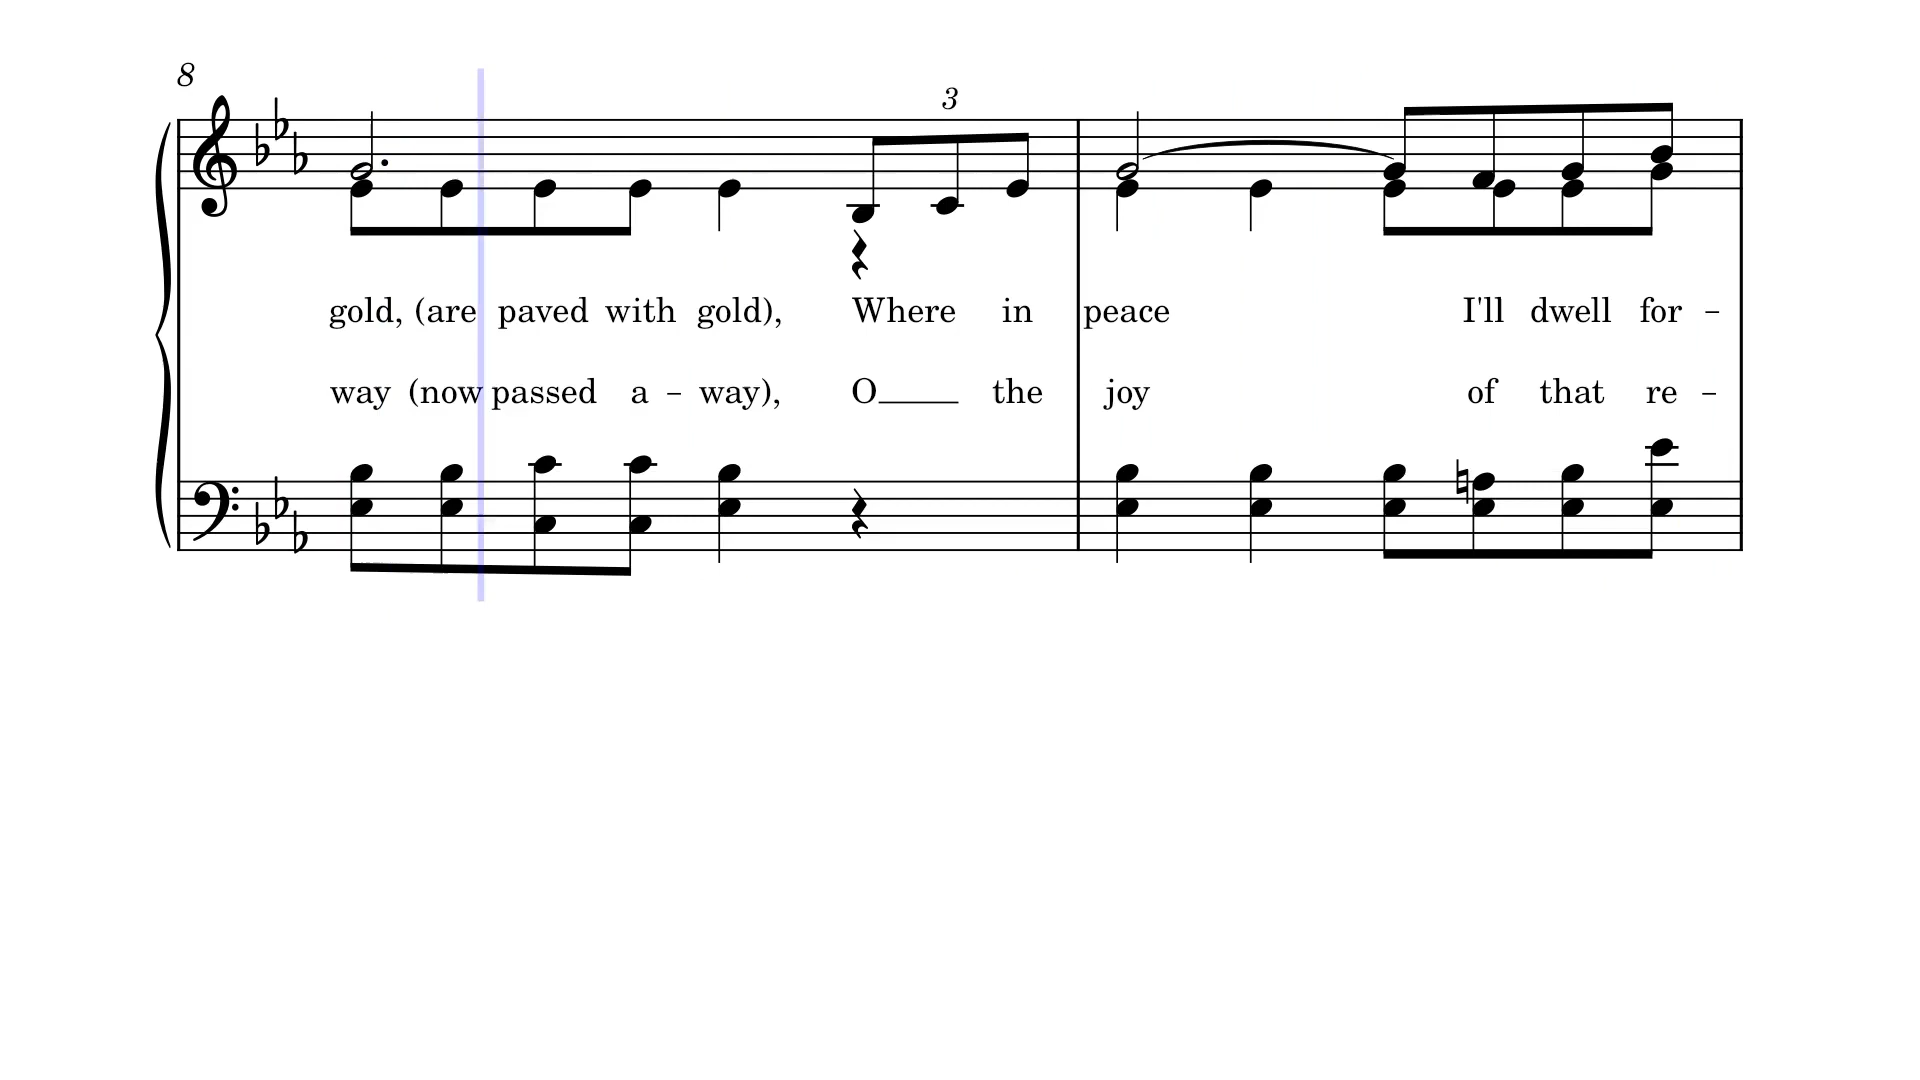 8
3
gold, (are paved with gold), Where in peace I'll dwell for -
way (now passed a - way), O____ the joy of that re -